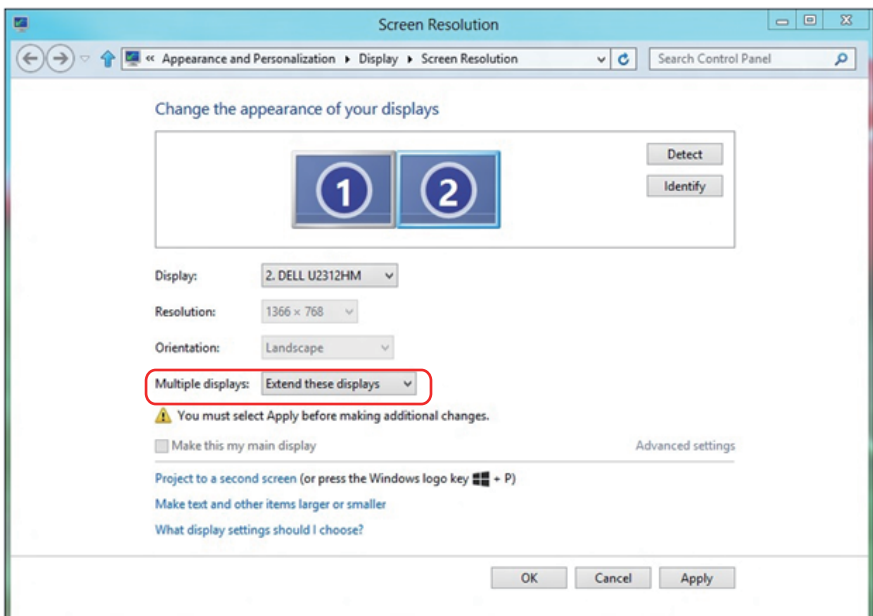 Screen Resolution
« Appearance and Personalization Display Screen Resolution Search Control Panel
Change the appearance of your displays
1 2
Detect
Identify
Display: 2. DELL U2312HM
Resolution: 1366 × 768
Orientation: Landscape
Multiple displays: Extend these displays
You must select Apply before making additional changes.
Make this my main display Advanced settings
Project to a second screen (or press the Windows logo key + P)
Make text and other items larger or smaller
What display settings should I choose?
OK Cancel Apply